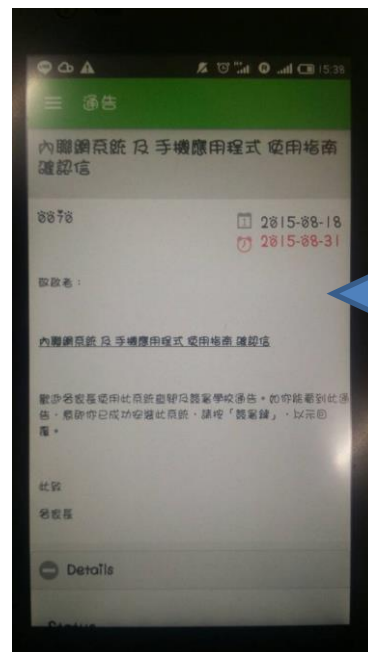 15:38
通告
內聯網系統 及 手機應用程式 使用指南
確認信
0070
2015-08-18
2015-08-31
敬啟者：
內聯網系統 及 手機應用程式 使用指南 確認信
歡迎各家長使用此系統查閱及簽署學校通告。如你能看到此通
告，意即你已成功安裝此系統，請按「簽署鍵」，以示回
覆。
此致
各家長
Details